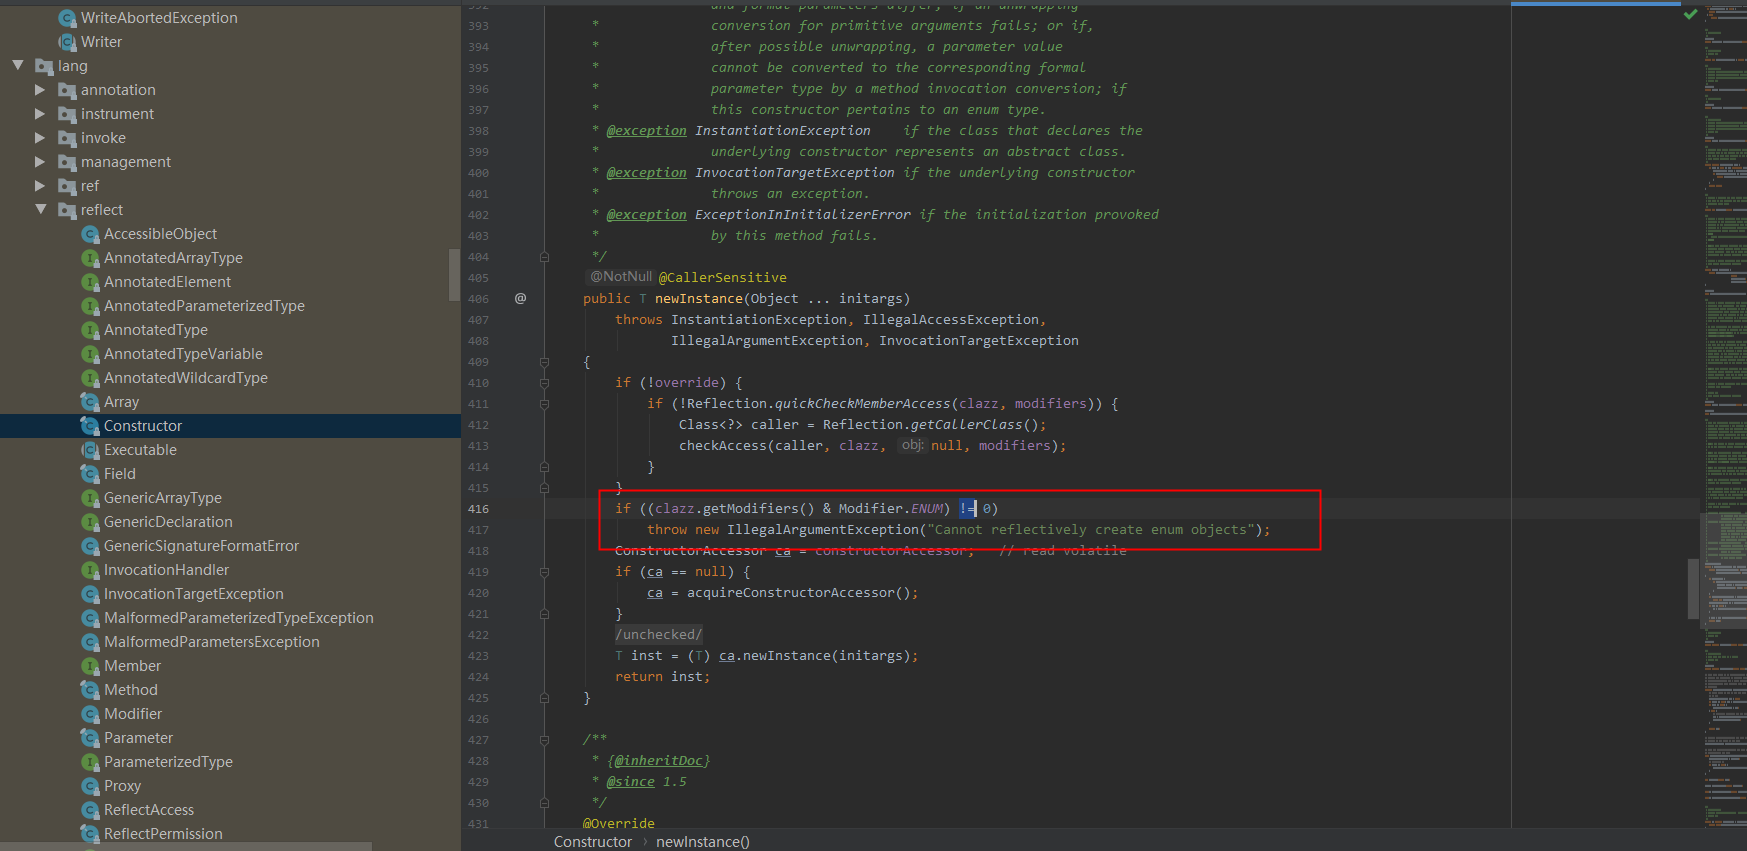 WriteAbortedException
Writer
lang
annotation
instrument
invoke
management
ref
reflect
AccessibleObject
AnnotatedArrayType
AnnotatedElement
AnnotatedParameterizedType
AnnotatedType
AnnotatedTypeVariable
AnnotatedWildcardType
Array
Constructor
Executable
Field
GenericArrayType
GenericDeclaration
GenericSignatureFormatError
InvocationHandler
InvocationTargetException
MalformedParameterizedTypeException
MalformedParametersException
Member
Method
Modifier
Parameter
ParameterizedType
Proxy
ReflectAccess
ReflectPermission
392 and formal parameters differ; if an unwrapping
393 * conversion for primitive arguments fails; or if,
394 * after possible unwrapping, a parameter value
395 * cannot be converted to the corresponding formal
396 * parameter type by a method invocation conversion; if
397 * this constructor pertains to an enum type.
398 * @exception InstantiationException if the class that declares the
399 * underlying constructor represents an abstract class.
400 * @exception InvocationTargetException if the underlying constructor
401 * throws an exception.
402 * @exception ExceptionInInitializerError if the initialization provoked
403 * by this method fails.
404 */
405 @NotNull @CallerSensitive
406 @ public T newInstance(Object ... initargs)
407 throws InstantiationException, IllegalAccessException,
408 IllegalArgumentException, InvocationTargetException
409 {
410 if (!override) {
411 if (!Reflection.quickCheckMemberAccess(clazz, modifiers)) {
412 Class<?> caller = Reflection.getCallerClass();
413 checkAccess(caller, clazz, obj: null, modifiers);
414 }
415 }
416 if ((clazz.getModifiers() & Modifier.ENUM) != 0)
417 throw new IllegalArgumentException("Cannot reflectively create enum objects");
418 ConstructorAccessor ca = constructorAccessor; // read volatile
419 if (ca == null) {
420 ca = acquireConstructorAccessor();
421 }
422 /unchecked/
423 T inst = (T) ca.newInstance(initargs);
424 return inst;
425 }
426
427 /**
428 * {@inheritDoc}
429 * @since 1.5
430 */
431 @Override
Constructor › newInstance()